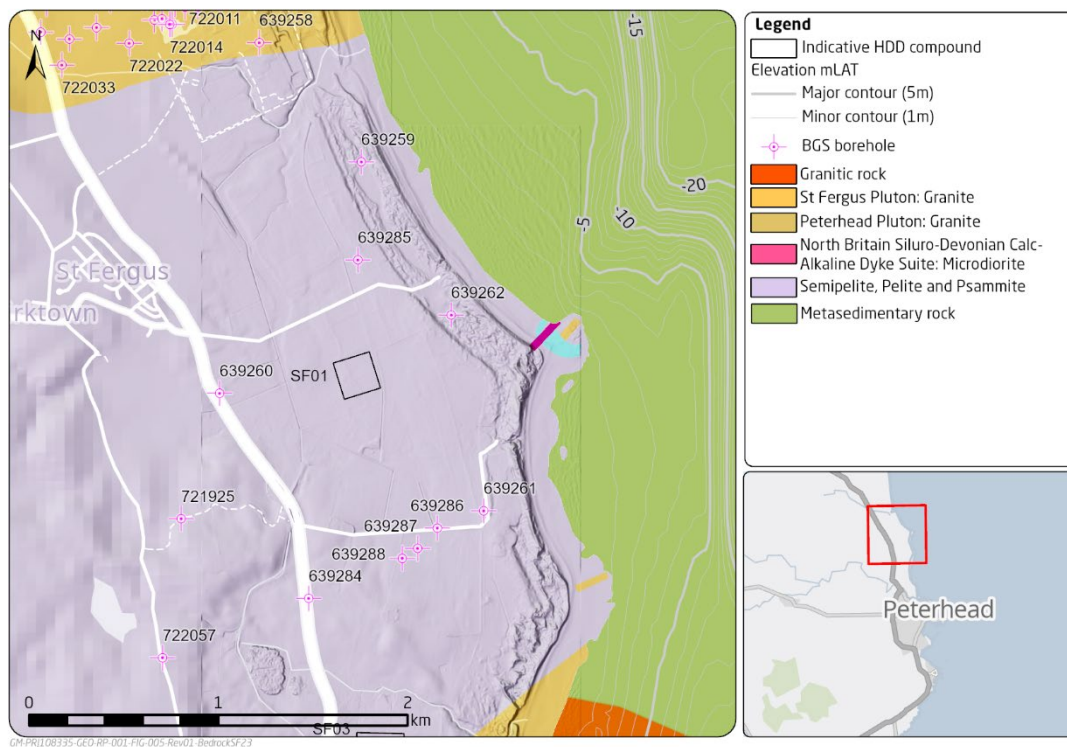 722011
639258
722014
722022
722033
N
-15
639259
-20
-10
-5
639285
St Fergus
rktown
639262
SF01
639260
721925
639286
639261
639287
639288
639284
722057
0
1
2
km
SF03
Legend
Indicative HDD compound
Elevation mLAT
Major contour (5m)
Minor contour (1m)
BGS borehole
Granitic rock
St Fergus Pluton: Granite
Peterhead Pluton: Granite
North Britain Siluro-Devonian Calc-
Alkaline Dyke Suite: Microdiorite
Semipelite, Pelite and Psammite
Metasedimentary rock
Peterhead
GM-PRJ108335-GEO-RP-001-FIG-005-Rev01-BedrockSF23